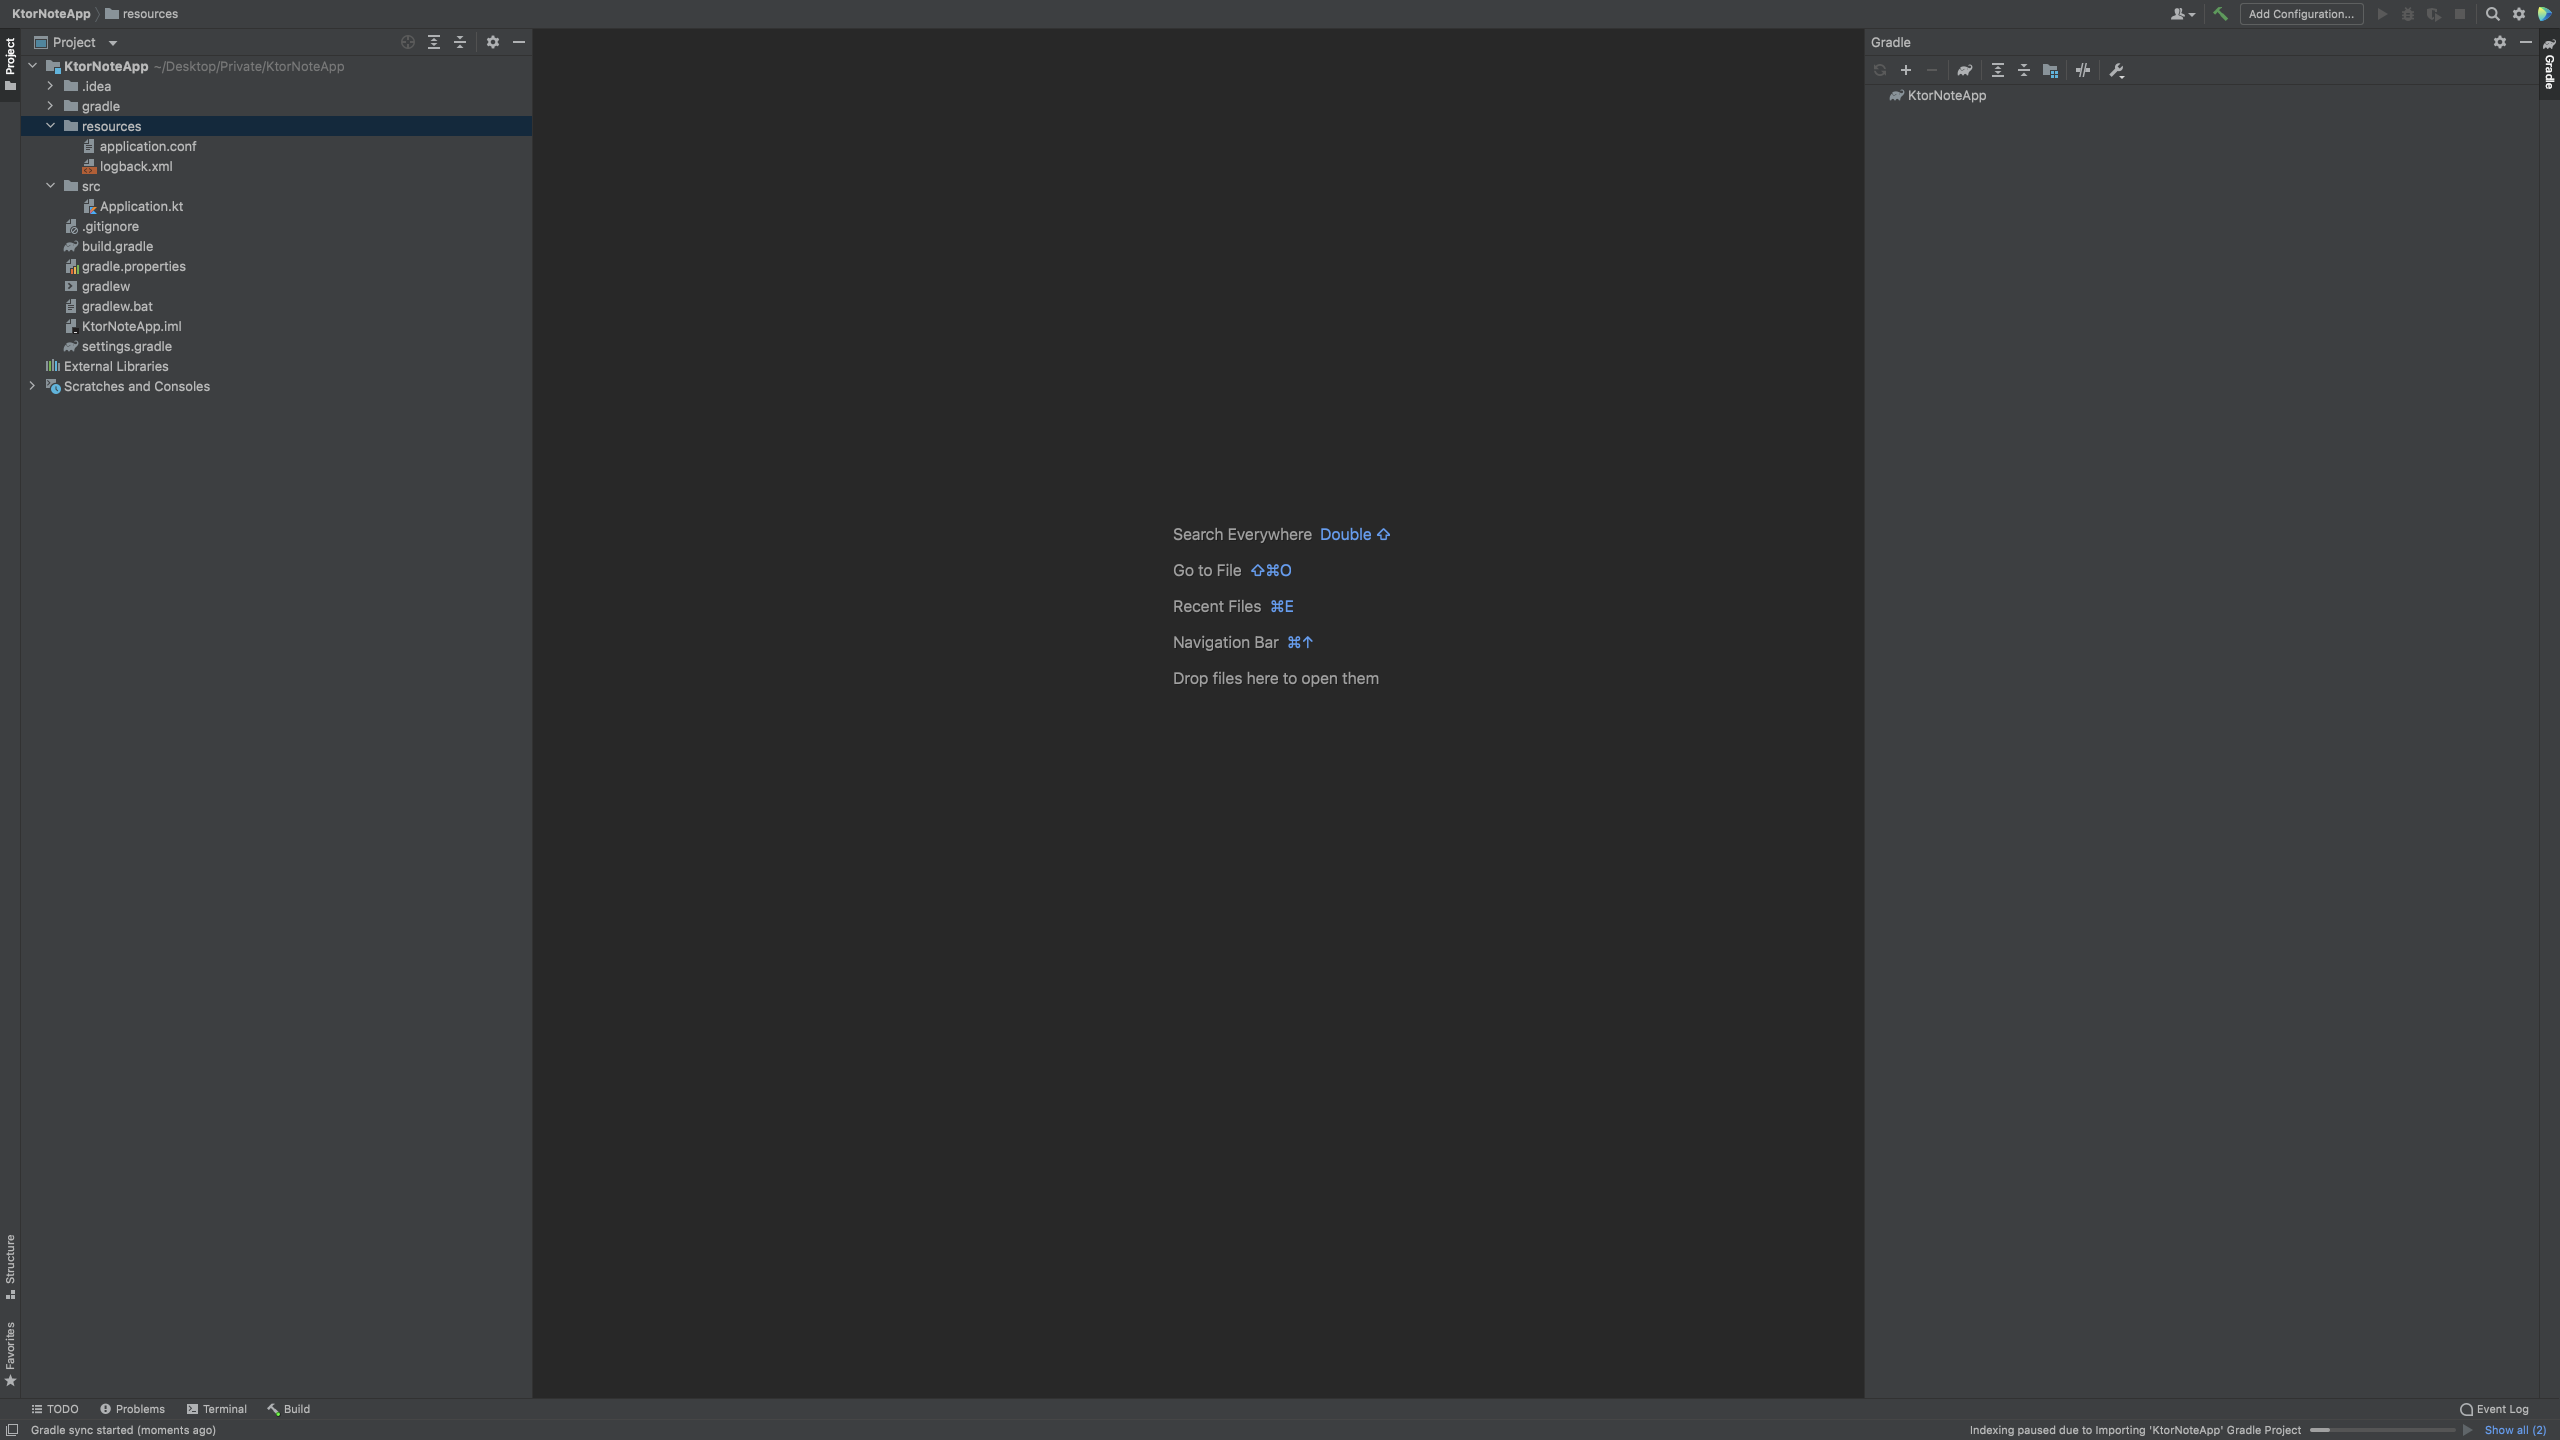 KtorNoteApp resources
Add Configuration...
Project
Project
KtorNoteApp ~/Desktop/Private/KtorNoteApp
.idea
gradle
resources
application.conf
logback.xml
src
Application.kt
.gitignore
build.gradle
gradle.properties
gradlew
gradlew.bat
KtorNoteApp.iml
settings.gradle
External Libraries
Scratches and Consoles
Search Everywhere Double ⇧
Go to File ⇧⌘O
Recent Files ⌘E
Navigation Bar ⌘↑
Drop files here to open them
Gradle
KtorNoteApp
Gradle
Structure
Favorites
TODO Problems Terminal Build
Event Log
Gradle sync started (moments ago)
Indexing paused due to Importing 'KtorNoteApp' Gradle Project
Show all (2)